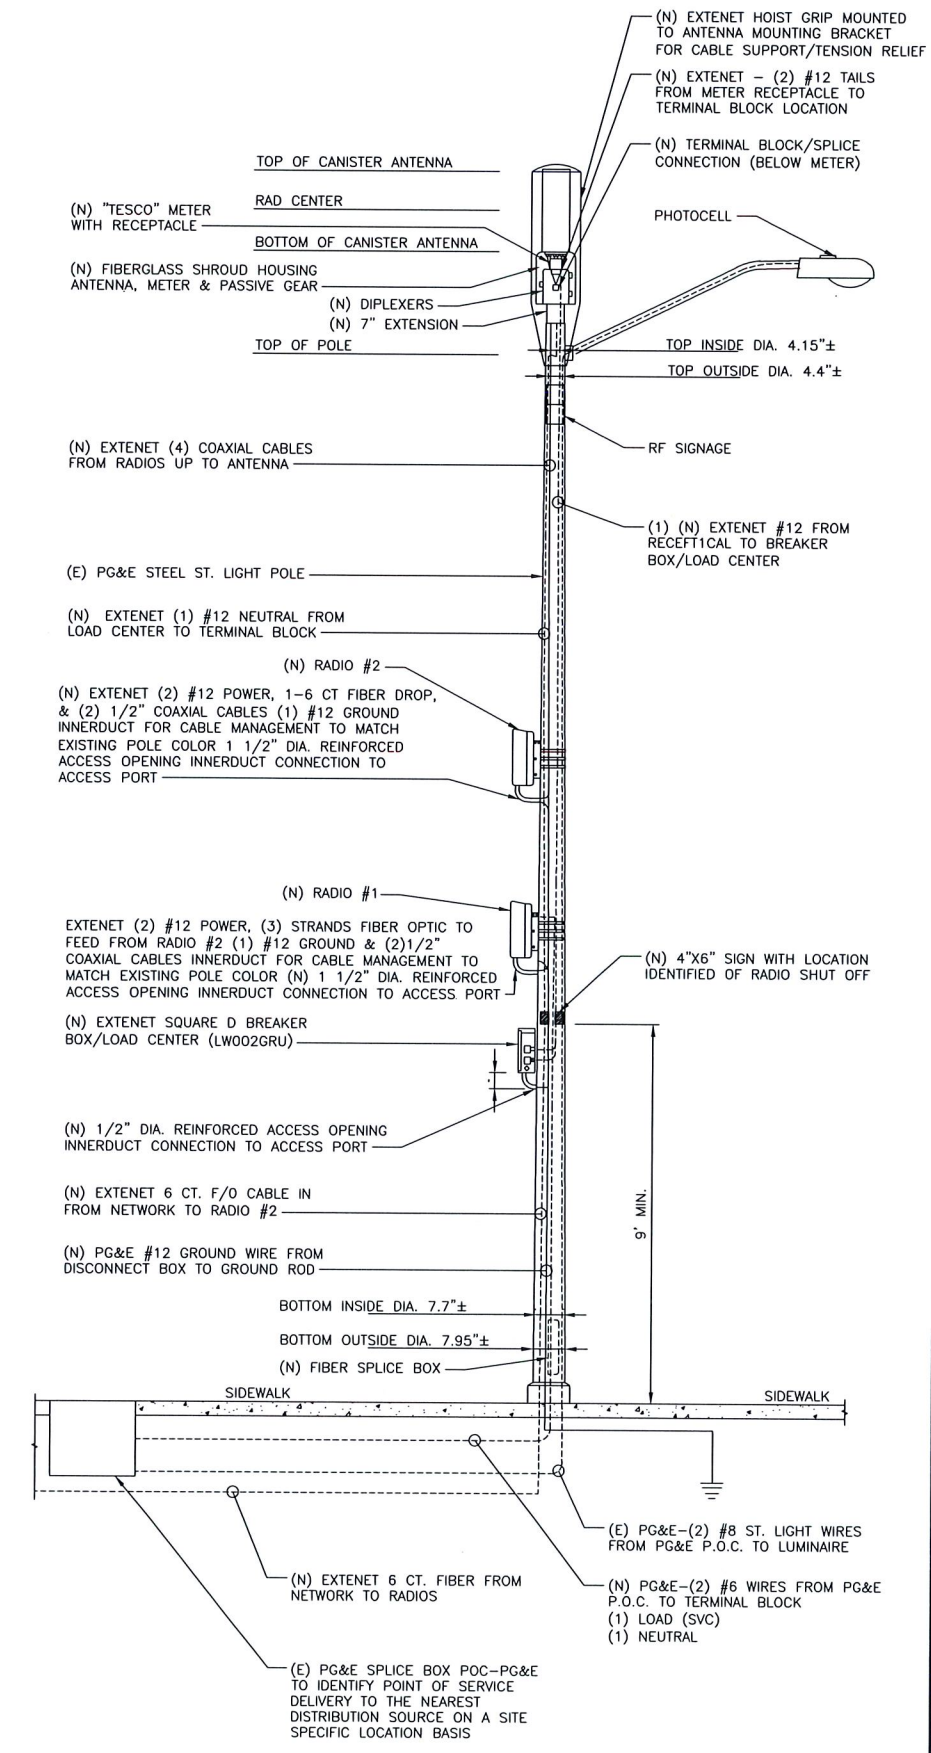 (N) EXTENET HOIST GRIP MOUNTED
TO ANTENNA MOUNTING BRACKET
FOR CABLE SUPPORT/TENSION RELIEF
(N) EXTENET – (2) #12 TAILS
FROM METER RECEPTACLE TO
TERMINAL BLOCK LOCATION
(N) TERMINAL BLOCK/SPLICE
CONNECTION (BELOW METER)
TOP OF CANISTER ANTENNA
RAD CENTER
(N) "TESCO" METER
WITH RECEPTACLE
PHOTOCELL
BOTTOM OF CANISTER ANTENNA
(N) FIBERGLASS SHROUD HOUSING
ANTENNA, METER & PASSIVE GEAR
(N) DIPLEXERS
(N) 7" EXTENSION
TOP OF POLE
TOP INSIDE DIA. 4.15"±
TOP OUTSIDE DIA. 4.4"±
(N) EXTENET (4) COAXIAL CABLES
FROM RADIOS UP TO ANTENNA
RF SIGNAGE
(1) (N) EXTENET #12 FROM
RECEFT1CAL TO BREAKER
BOX/LOAD CENTER
(E) PG&E STEEL ST. LIGHT POLE
(N) EXTENET (1) #12 NEUTRAL FROM
LOAD CENTER TO TERMINAL BLOCK
(N) RADIO #2
(N) EXTENET (2) #12 POWER, 1–6 CT FIBER DROP,
& (2) 1/2" COAXIAL CABLES (1) #12 GROUND
INNERDUCT FOR CABLE MANAGEMENT TO MATCH
EXISTING POLE COLOR 1 1/2" DIA. REINFORCED
ACCESS OPENING INNERDUCT CONNECTION TO
ACCESS PORT
(N) RADIO #1
EXTENET (2) #12 POWER, (3) STRANDS FIBER OPTIC TO
FEED FROM RADIO #2 (1) #12 GROUND & (2)1/2"
COAXIAL CABLES INNERDUCT FOR CABLE MANAGEMENT TO
MATCH EXISTING POLE COLOR (N) 1 1/2" DIA. REINFORCED
ACCESS OPENING INNERDUCT CONNECTION TO ACCESS PORT
(N) 4"X6" SIGN WITH LOCATION
IDENTIFIED OF RADIO SHUT OFF
(N) EXTENET SQUARE D BREAKER
BOX/LOAD CENTER (LW002GRU)
(N) 1/2" DIA. REINFORCED ACCESS OPENING
INNERDUCT CONNECTION TO ACCESS PORT
(N) EXTENET 6 CT. F/O CABLE IN
FROM NETWORK TO RADIO #2
9' MIN.
(N) PG&E #12 GROUND WIRE FROM
DISCONNECT BOX TO GROUND ROD
BOTTOM INSIDE DIA. 7.7"±
BOTTOM OUTSIDE DIA. 7.95"±
(N) FIBER SPLICE BOX
SIDEWALK
SIDEWALK
(E) PG&E–(2) #8 ST. LIGHT WIRES
FROM PG&E P.O.C. TO LUMINAIRE
(N) EXTENET 6 CT. FIBER FROM
NETWORK TO RADIOS
(N) PG&E–(2) #6 WIRES FROM PG&E
P.O.C. TO TERMINAL BLOCK
(1) LOAD (SVC)
(1) NEUTRAL
(E) PG&E SPLICE BOX POC–PG&E
TO IDENTIFY POINT OF SERVICE
DELIVERY TO THE NEAREST
DISTRIBUTION SOURCE ON A SITE
SPECIFIC LOCATION BASIS